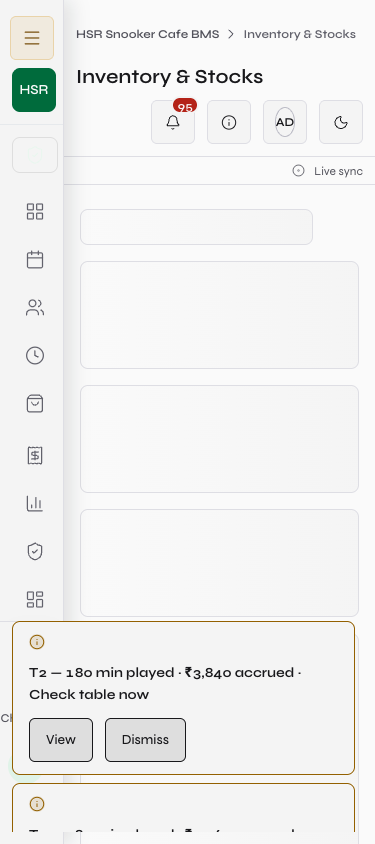 HSR Snooker Cafe BMS > Inventory & Stocks
HSR
Inventory & Stocks
95
AD
Live sync
T2 — 180 min played · ₹3,840 accrued ·
Check table now
View
Dismiss